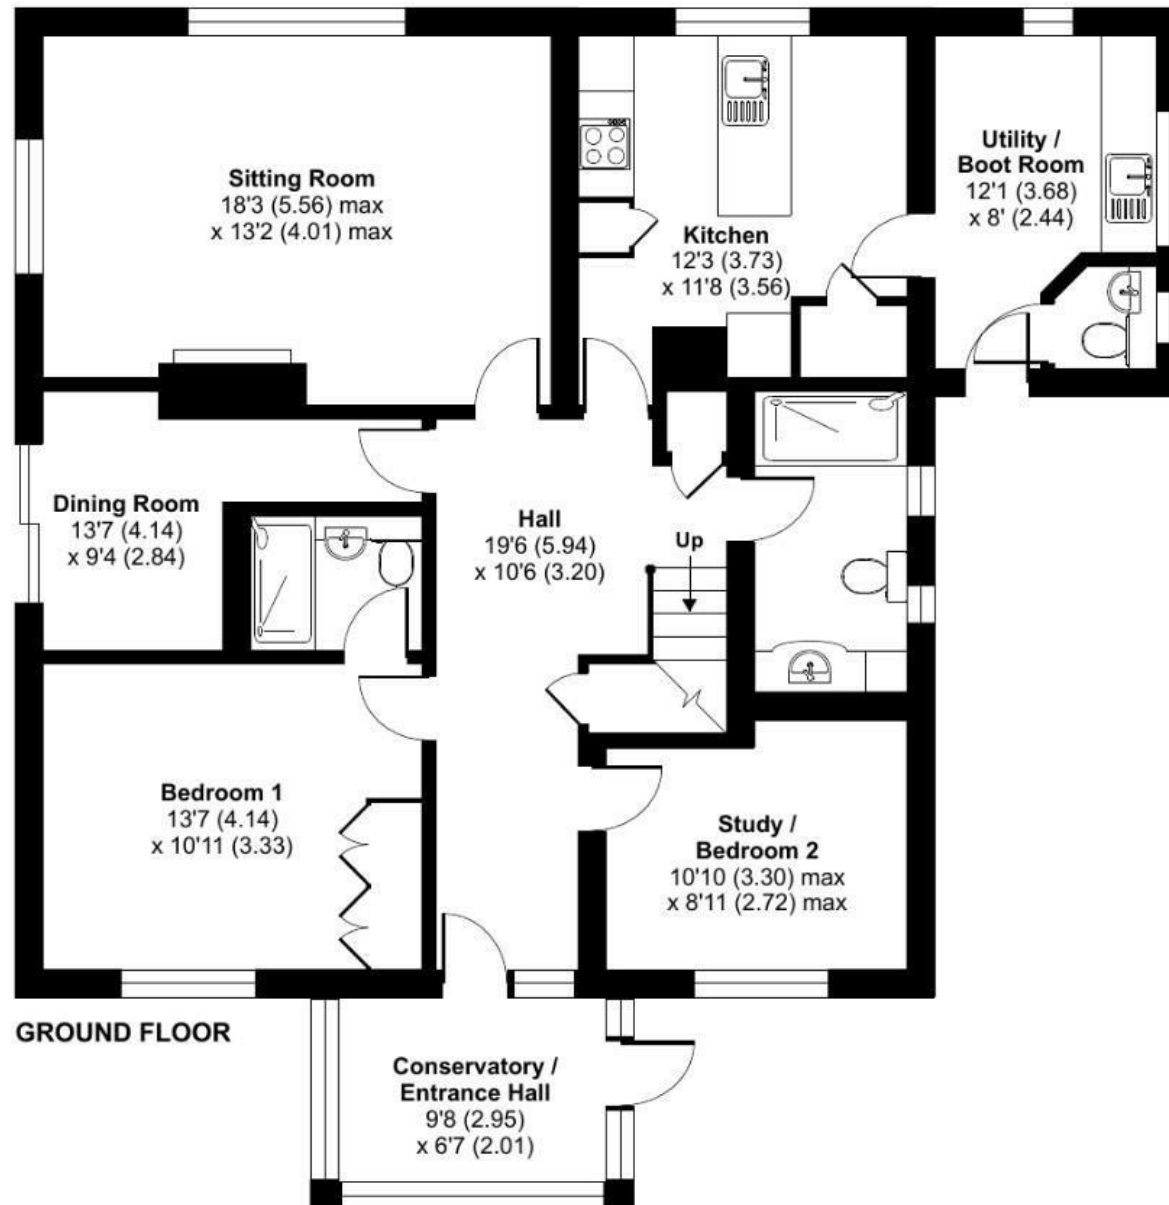 Sitting Room
18'3 (5.56) max
x 13'2 (4.01) max
Kitchen
12'3 (3.73)
x 11'8 (3.56)
Utility /
Boot Room
12'1 (3.68)
x 8' (2.44)
Dining Room
13'7 (4.14)
x 9'4 (2.84)
Hall
19'6 (5.94)
x 10'6 (3.20)
Up
Bedroom 1
13'7 (4.14)
x 10'11 (3.33)
Study /
Bedroom 2
10'10 (3.30) max
x 8'11 (2.72) max
GROUND FLOOR
Conservatory /
Entrance Hall
9'8 (2.95)
x 6'7 (2.01)